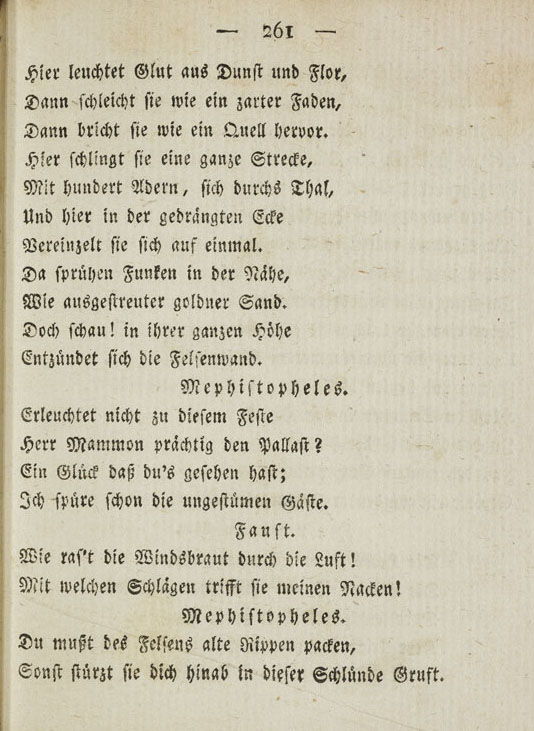 — 261 —
Hier leuchtet Glut aus Dunst und Flor,
Dann schleicht sie wie ein zarter Faden,
Dann bricht sie wie ein Quell hervor.
Hier schlingt sie eine ganze Strecke,
Mit hundert Adern, sich durchs Thal,
Und hier in der gedrängten Ecke
Vereinzelt sie sich auf einmal.
Da sprühen Funken in der Nähe,
Wie ausgestreuter goldner Sand.
Doch schau! in ihrer ganzen Höhe
Entzündet sich die Felsenwand.
Mephistopheles.
Erleuchtet nicht zu diesem Feste
Herr Mammon prächtig den Pallast?
Ein Glück daß du's gesehen hast;
Ich spüre schon die ungestümen Gäste.
Faust.
Wie ras't die Windsbraut durch die Luft!
Mit welchen Schlägen trifft sie meinen Nacken!
Mephistopheles.
Du mußt des Felsens alte Rippen packen,
Sonst stürzt sie dich hinab in dieser Schlünde Gruft.